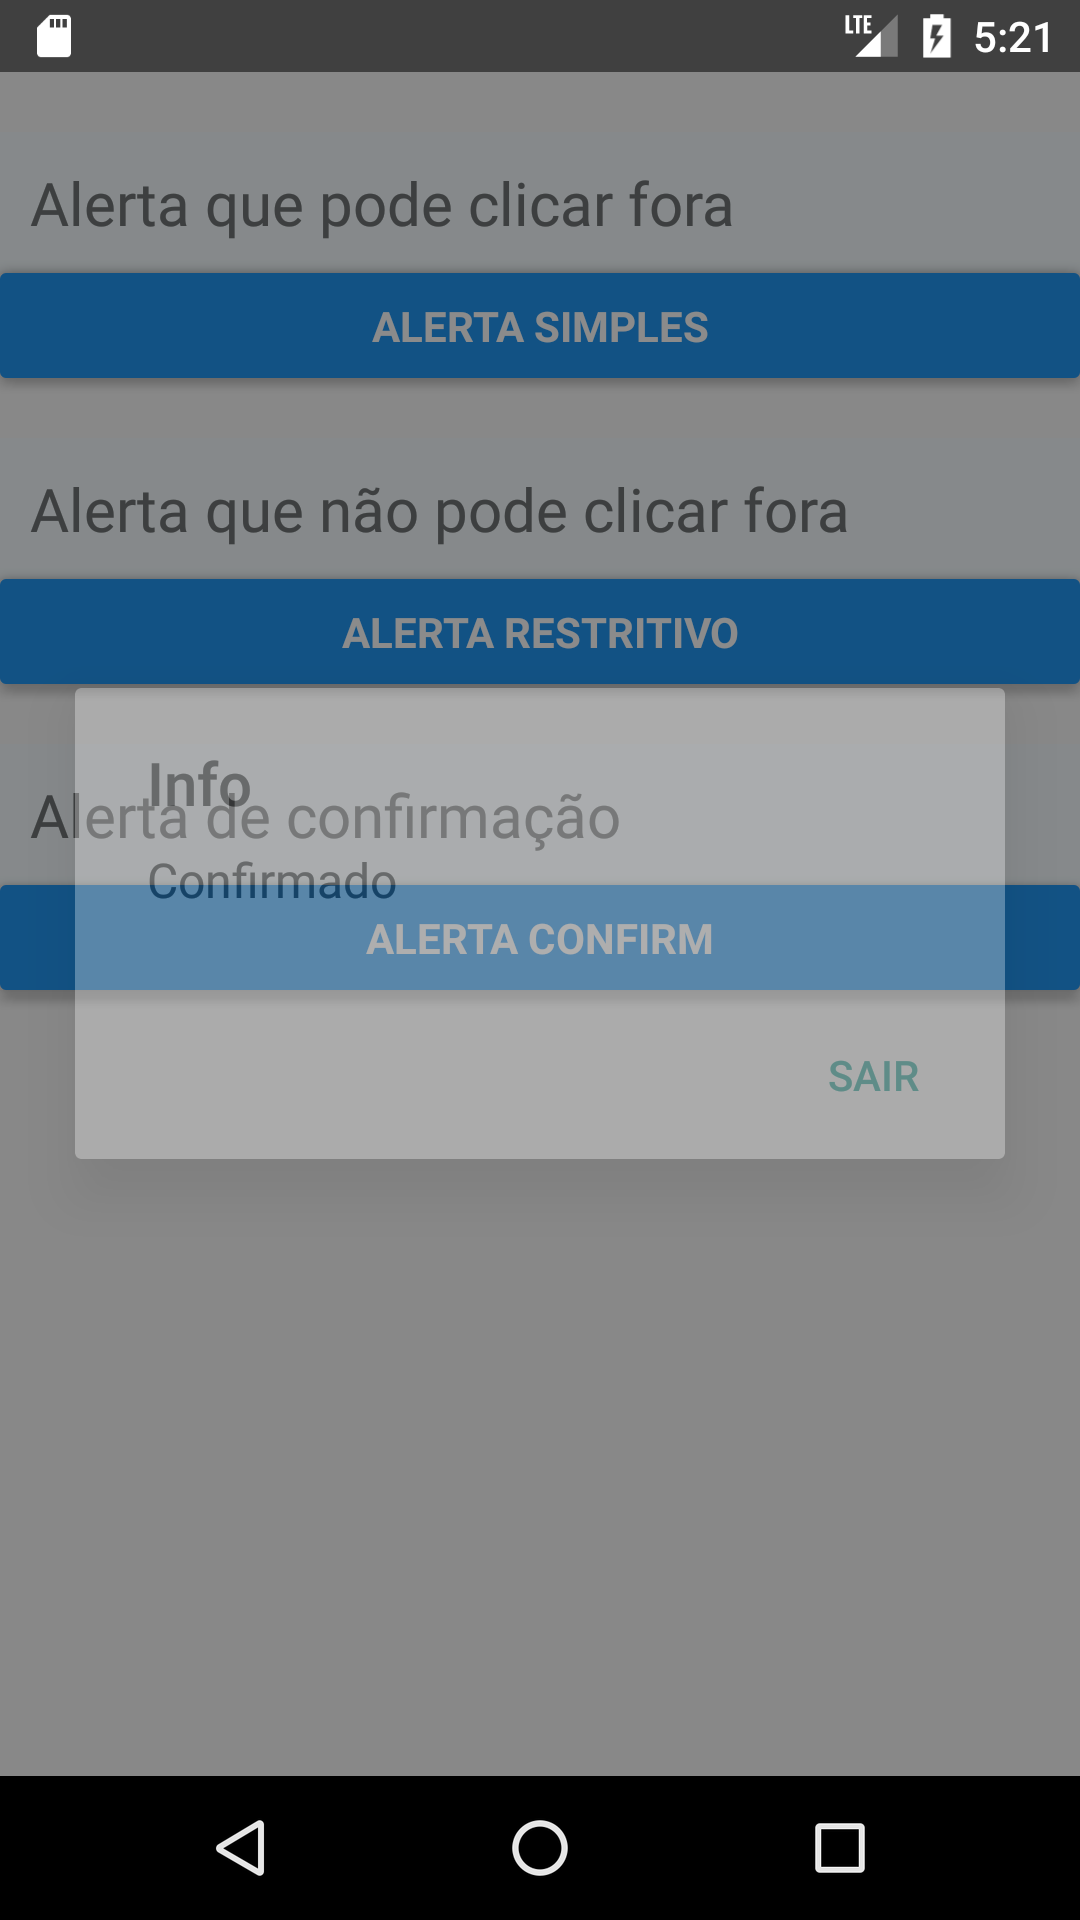 LTE 5:21
Alerta que pode clicar fora
ALERTA SIMPLES
Alerta que não pode clicar fora
ALERTA RESTRITIVO
Info
Alerta de confirmação
Confirmado
ALERTA CONFIRM
SAIR